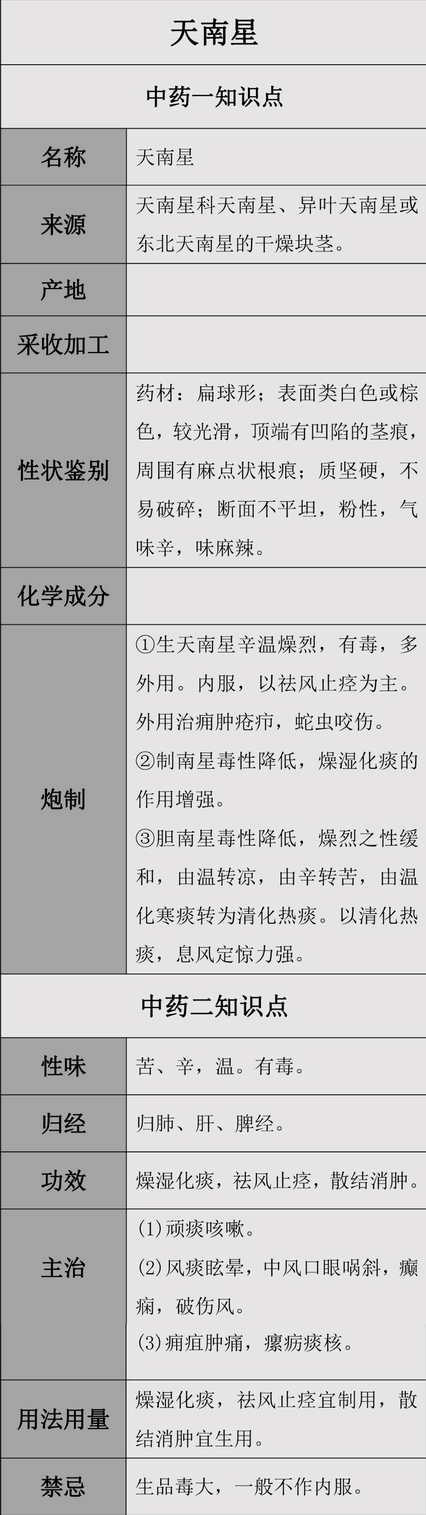 天南星
中药一知识点
名称
天南星
来源
天南星科天南星、异叶天南星或
东北天南星的干燥块茎。
产地
采收加工
性状鉴别
药材：扁球形；表面类白色或棕
色，较光滑，顶端有凹陷的茎痕，
周围有麻点状根痕；质坚硬，不
易破碎；断面不平坦，粉性，气
味辛，味麻辣。
化学成分
炮制
①生天南星辛温燥烈，有毒，多
外用。内服，以祛风止痉为主。
外用治痈肿疮疖，蛇虫咬伤。
②制南星毒性降低，燥湿化痰的
作用增强。
③胆南星毒性降低，燥烈之性缓
和，由温转凉，由辛转苦，由温
化寒痰转为清化热痰。以清化热
痰，息风定惊力强。
中药二知识点
性味
苦、辛，温。有毒。
归经
归肺、肝、脾经。
功效
燥湿化痰，祛风止痉，散结消肿。
主治
(1)顽痰咳嗽。
(2)风痰眩晕，中风口眼㖞斜，癫
痫，破伤风。
(3)痈疽肿痛，瘰疬痰核。
用法用量
燥湿化痰，祛风止痉宜制用，散
结消肿宜生用。
禁忌
生品毒大，一般不作内服。